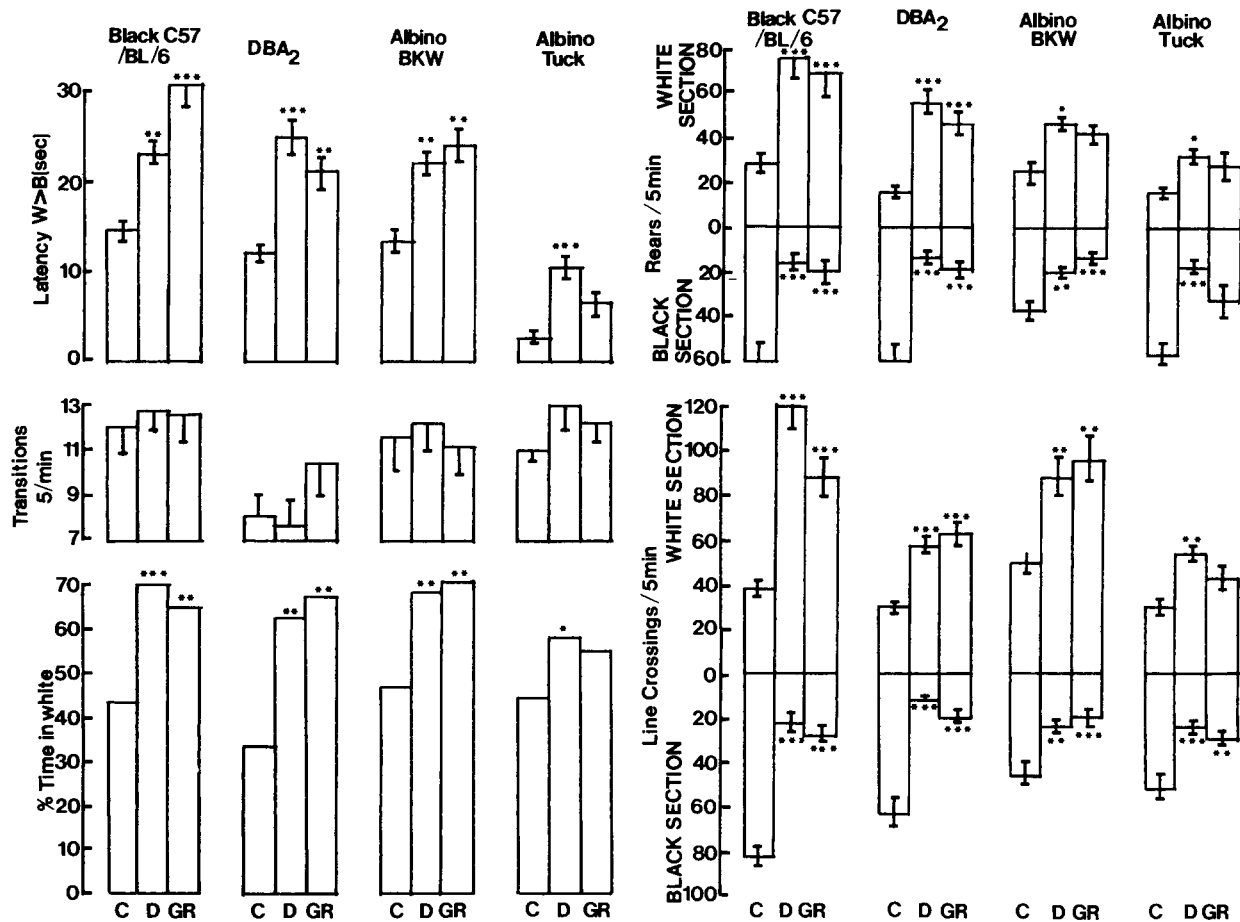 Black C57
/BL/6
DBA2
Albino
BKW
Albino
Tuck
Latency W>B|sec)
30
20
10
0
** *** *** ** ** ** ***
Transitions
5/min
13
11
9
7
% Time in white
70
60
50
40
30
20
10
0
*** ** ** ** ** ** *
C D GR C D GR C D GR C D GR
Black C57
/BL/6
DBA2
Albino
BKW
Albino
Tuck
WHITE
SECTION
Rears / 5min
BLACK
SECTION
80
60
40
20
0
20
40
60
*** *** *** *** * *
*** *** *** *** ** *** ***
WHITE SECTION
Line Crossings / 5min
BLACK SECTION
120
100
80
60
40
20
0
20
40
60
80
100
*** *** *** *** ** ** **
*** *** *** *** ** *** *** **
C D GR C D GR C D GR C D GR